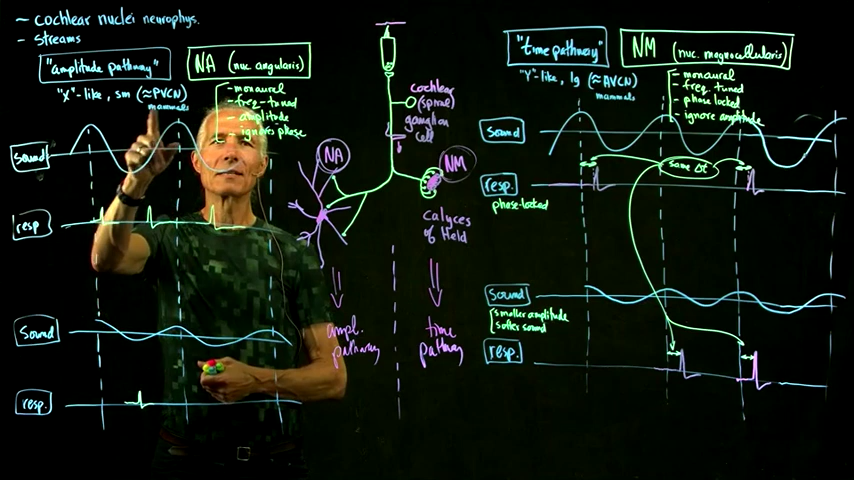 ~ cochlear nuclei neurophys.
- streams
"amplitude pathway"
"X"-like, sm (≈PVCN)
mammals
NA (nuc angularis)
- monaural
- freq-tuned
- amplitude
- ignores phase
Sound
resp
Sound
resp.
cochlear
(spiral)
ganglion
cell
NA
NM
calyces
of Held
ampl.
pathway
time
pathway
"time pathway"
"Y"-like, lg (≈AVCN)
mammals
NM (nuc. magnocellularis)
- monaural
- freq. tuned
- phase locked
- ignore amplitude
Sound
resp.
phase-locked
same Δt
Sound
smaller amplitude
softer sound
resp.